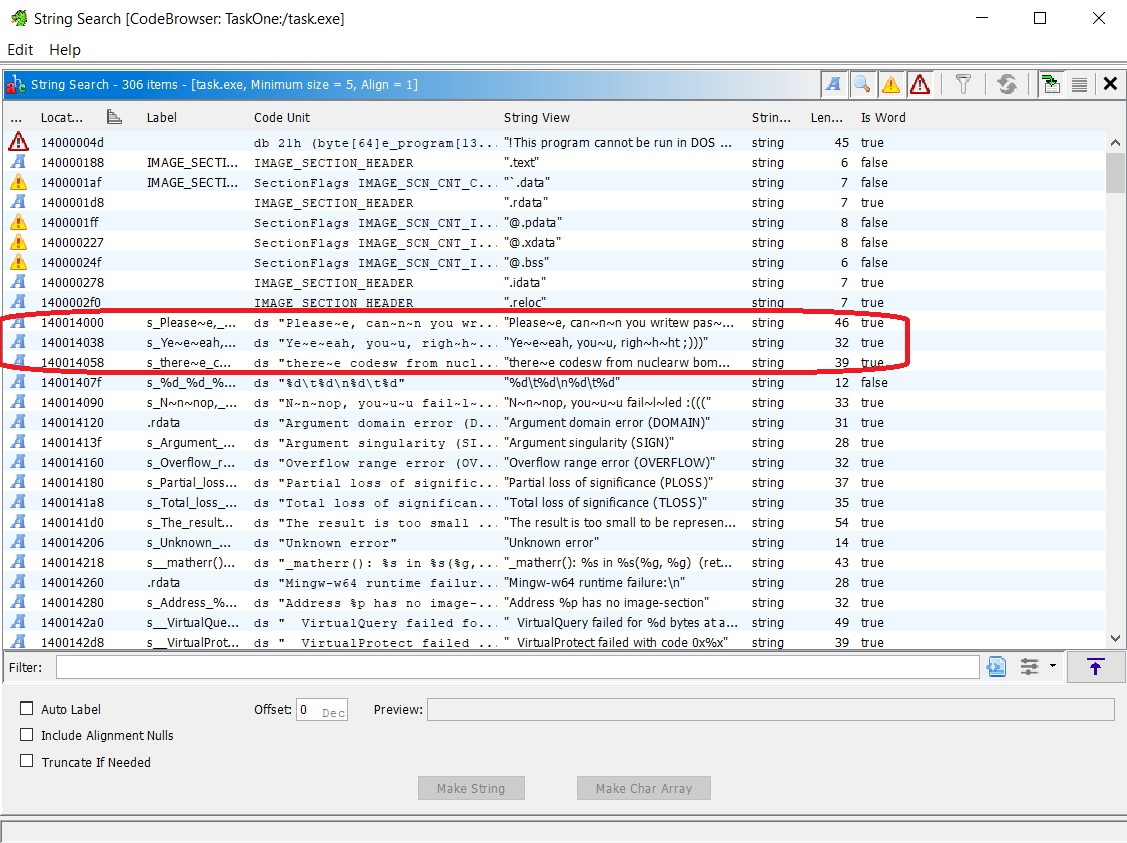 String Search [CodeBrowser: TaskOne:/task.exe]
Edit Help
String Search - 306 items - [task.exe, Minimum size = 5, Align = 1]
... Locat... Label Code Unit String View Strin... Len... Is Word
14000004d db 21h (byte[64]e_program[13... "!This program cannot be run in DOS ... string 45 true
140000188 IMAGE_SECTI... IMAGE_SECTION_HEADER ".text" string 6 false
1400001af IMAGE_SECTI... SectionFlags IMAGE_SCN_CNT_C... "`.data" string 7 false
1400001d8 IMAGE_SECTION_HEADER ".rdata" string 7 true
1400001ff SectionFlags IMAGE_SCN_CNT_I... "@.pdata" string 8 false
140000227 SectionFlags IMAGE_SCN_CNT_I... "@.xdata" string 8 false
14000024f SectionFlags IMAGE_SCN_CNT_I... "@.bss" string 6 false
140000278 IMAGE_SECTION_HEADER ".idata" string 7 true
1400002f0 IMAGE_SECTION_HEADER ".reloc" string 7 true
140014000 s_Please~e,_... ds "Please~e, can~n~n you wr... "Please~e, can~n~n you writew pas~... string 46 true
140014038 s_Ye~e~eah,... ds "Ye~e~eah, you~u, righ~h~... "Ye~e~eah, you~u, righ~h~ht ;)))" string 32 true
140014058 s_there~e_c... ds "there~e codesw from nucl... "there~e codesw from nuclearw bom... string 39 true
14001407f s_%d_%d_%... ds "%d\t%d\n%d\t%d" "%d\t%d\n%d\t%d" string 12 false
140014090 s_N~n~nop,... ds "N~n~nop, you~u~u fail~l~... "N~n~nop, you~u~u fail~l~led :(((" string 33 true
140014120 .rdata ds "Argument domain error (D... "Argument domain error (DOMAIN)" string 31 true
14001413f s_Argument_... ds "Argument singularity (SI... "Argument singularity (SIGN)" string 28 true
140014160 s_Overflow_r... ds "Overflow range error (OV... "Overflow range error (OVERFLOW)" string 32 true
140014180 s_Partial_loss... ds "Partial loss of signific... "Partial loss of significance (PLOSS)" string 37 true
1400141a8 s_Total_loss_... ds "Total loss of significan... "Total loss of significance (TLOSS)" string 35 true
1400141d0 s_The_result... ds "The result is too small ... "The result is too small to be represen... string 54 true
140014206 s_Unknown_... ds "Unknown error" "Unknown error" string 14 true
140014218 s__matherr()... ds "_matherr(): %s in %s(%g,... "_matherr(): %s in %s(%g, %g)  (ret... string 43 true
140014260 .rdata ds "Mingw-w64 runtime failur... "Mingw-w64 runtime failure:\n" string 28 true
140014280 s_Address_%... ds "Address %p has no image-... "Address %p has no image-section" string 32 true
1400142a0 s__VirtualQue... ds "  VirtualQuery failed fo... "  VirtualQuery failed for %d bytes at a... string 49 true
1400142d8 s__VirtualProt... ds "  VirtualProtect failed ... "  VirtualProtect failed with code 0x%x" string 39 true
Filter:
Auto Label Offset: 0 Dec Preview:
Include Alignment Nulls
Truncate If Needed
Make String Make Char Array